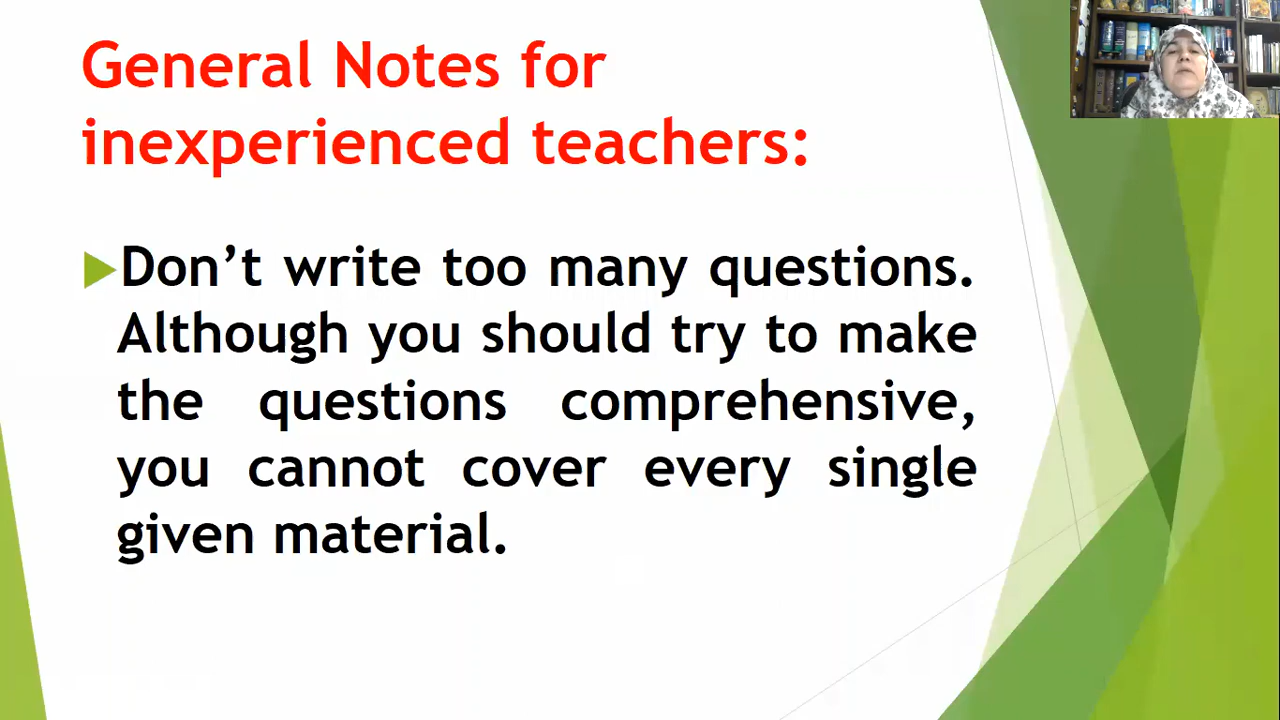 General Notes for
inexperienced teachers:
Don't write too many questions.
Although you should try to make
the questions comprehensive,
you cannot cover every single
given material.